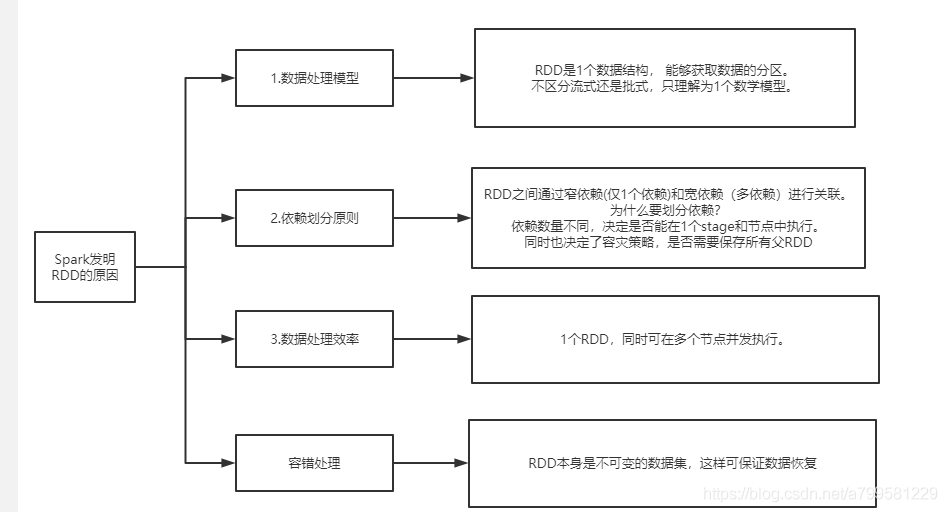 Spark发明
RDD的原因
1.数据处理模型
RDD是1个数据结构， 能够获取数据的分区。
不区分流式还是批式，只理解为1个数学模型。
2.依赖划分原则
RDD之间通过窄依赖(仅1个依赖)和宽依赖（多依赖）进行关联。
为什么要划分依赖？
依赖数量不同，决定是否能在1个stage和节点中执行。
同时也决定了容灾策略，是否需要保存所有父RDD
3.数据处理效率
1个RDD，同时可在多个节点并发执行。
容错处理
RDD本身是不可变的数据集，这样可保证数据恢复
https://blog.csdn.net/a799581229